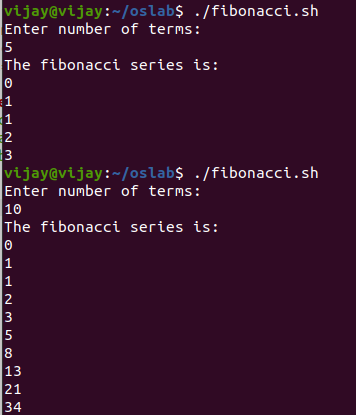 vijay@vijay:~/oslab$ ./fibonacci.sh
Enter number of terms:
5
The fibonacci series is:
0
1
1
2
3
vijay@vijay:~/oslab$ ./fibonacci.sh
Enter number of terms:
10
The fibonacci series is:
0
1
1
2
3
5
8
13
21
34